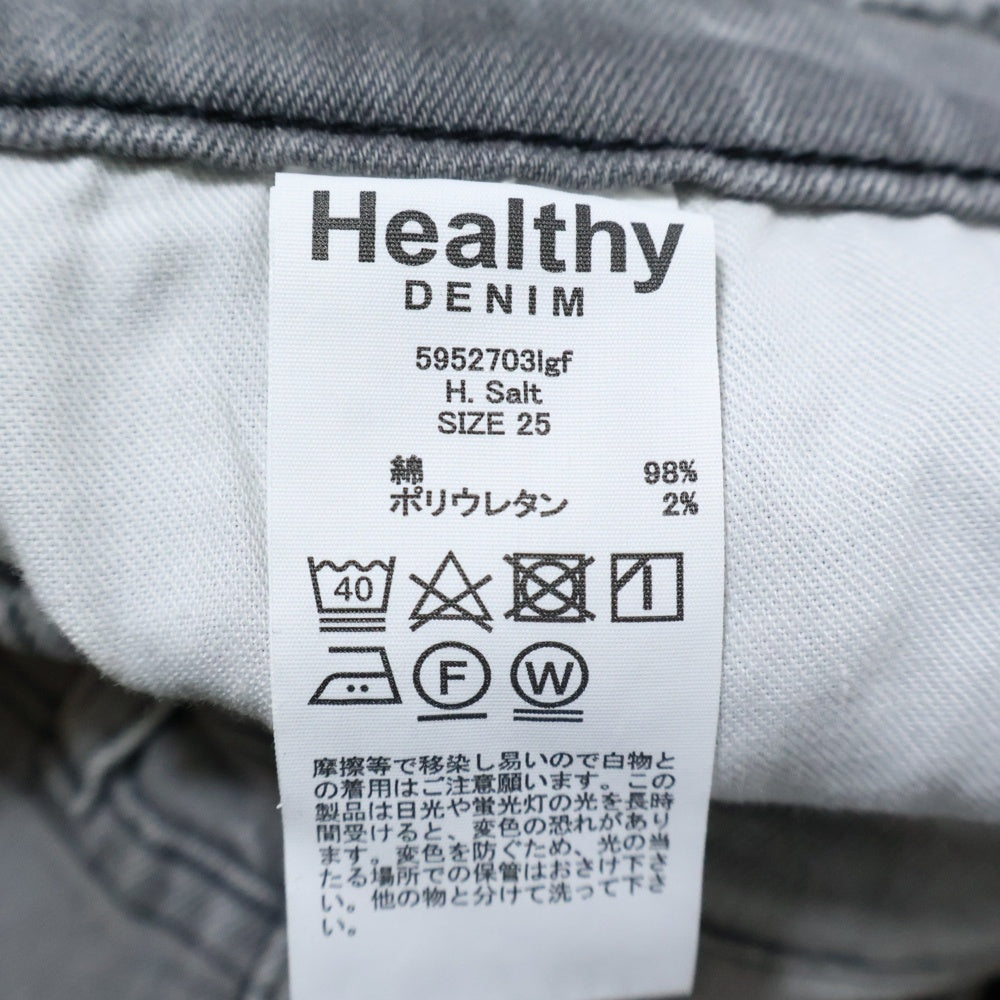 Healthy
DENIM
5952703lgf
H. Salt
SIZE 25
綿 98%
ポリウレタン 2%
40
F W
摩擦等で移染し易いので白物と
の着用はご注意願います。この
製品は日光や蛍光灯の光を長時
間受けると、変色の恐れがあり
ます。変色を防ぐため、光の当
たる場所での保管はおさけ下さ
い。他の物と分けて洗って下さ
い。